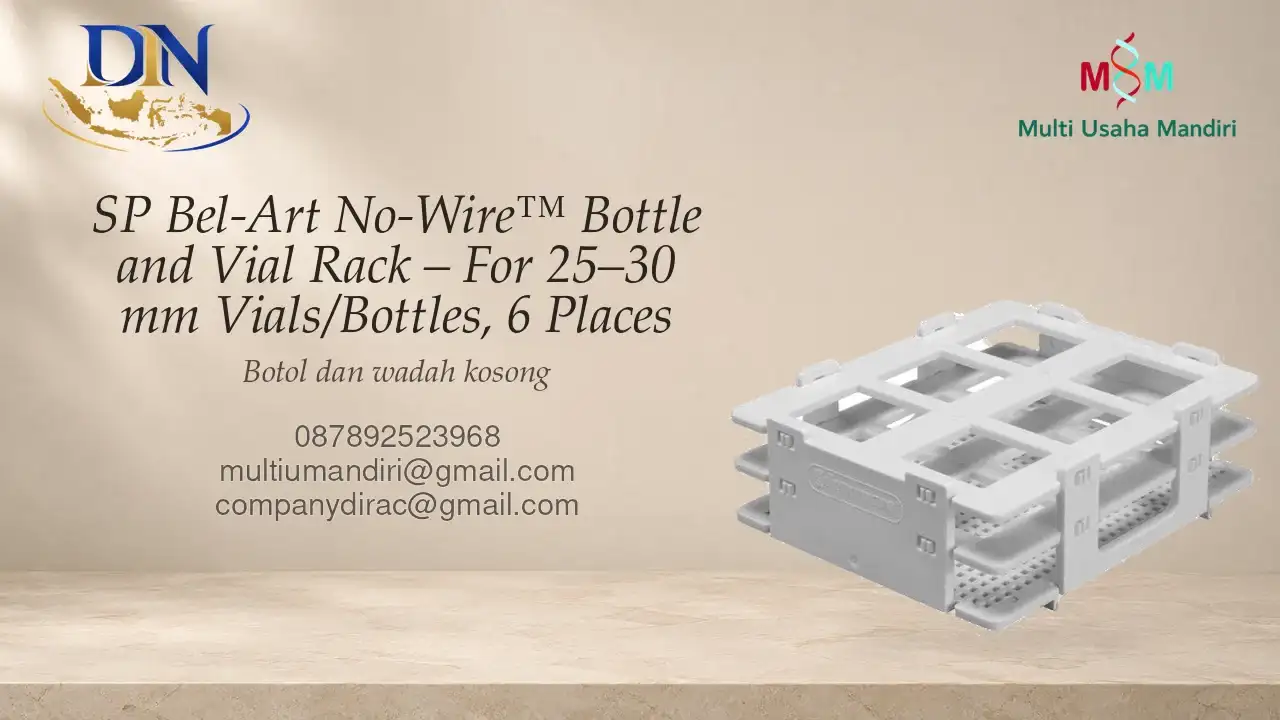 DIN
MSM
Multi Usaha Mandiri
SP Bel-Art No-Wire™ Bottle
and Vial Rack – For 25–30
mm Vials/Bottles, 6 Places
Botol dan wadah kosong
087892523968
multiumandiri@gmail.com
companydirac@gmail.com